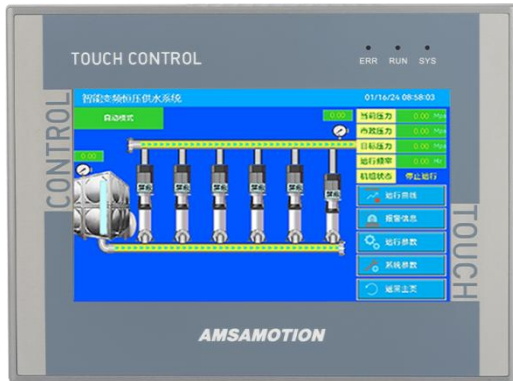 TOUCH CONTROL
ERR RUN SYS
CONTROL
智能变频恒压供水系统
01/16/24 08:58:03
自动模式
0.00
当前压力 0.00 Mpa
市政压力 0.00 Mpa
目标压力 0.00 Mpa
运行频率 0.00 Hz
机组状态 停止运行
0.00
运行曲线
报警信息
运行参数
系统参数
返回主页
TOUCH
AMSAMOTION